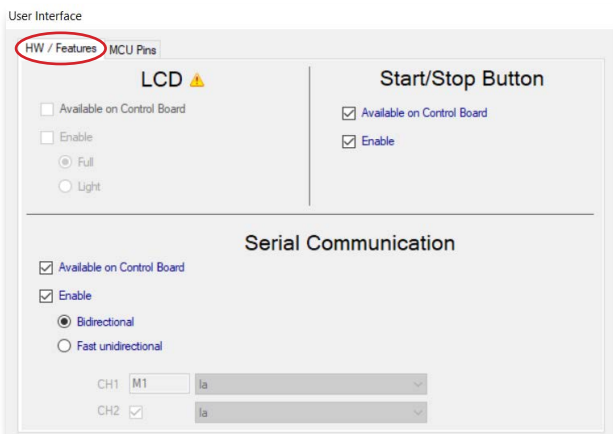 User Interface
HW / Features MCU Pins
LCD
Available on Control Board
Enable
Full
Light
Start/Stop Button
Available on Control Board
Enable
Serial Communication
Available on Control Board
Enable
Bidirectional
Fast unidirectional
CH1 M1 Ia
CH2 Ia